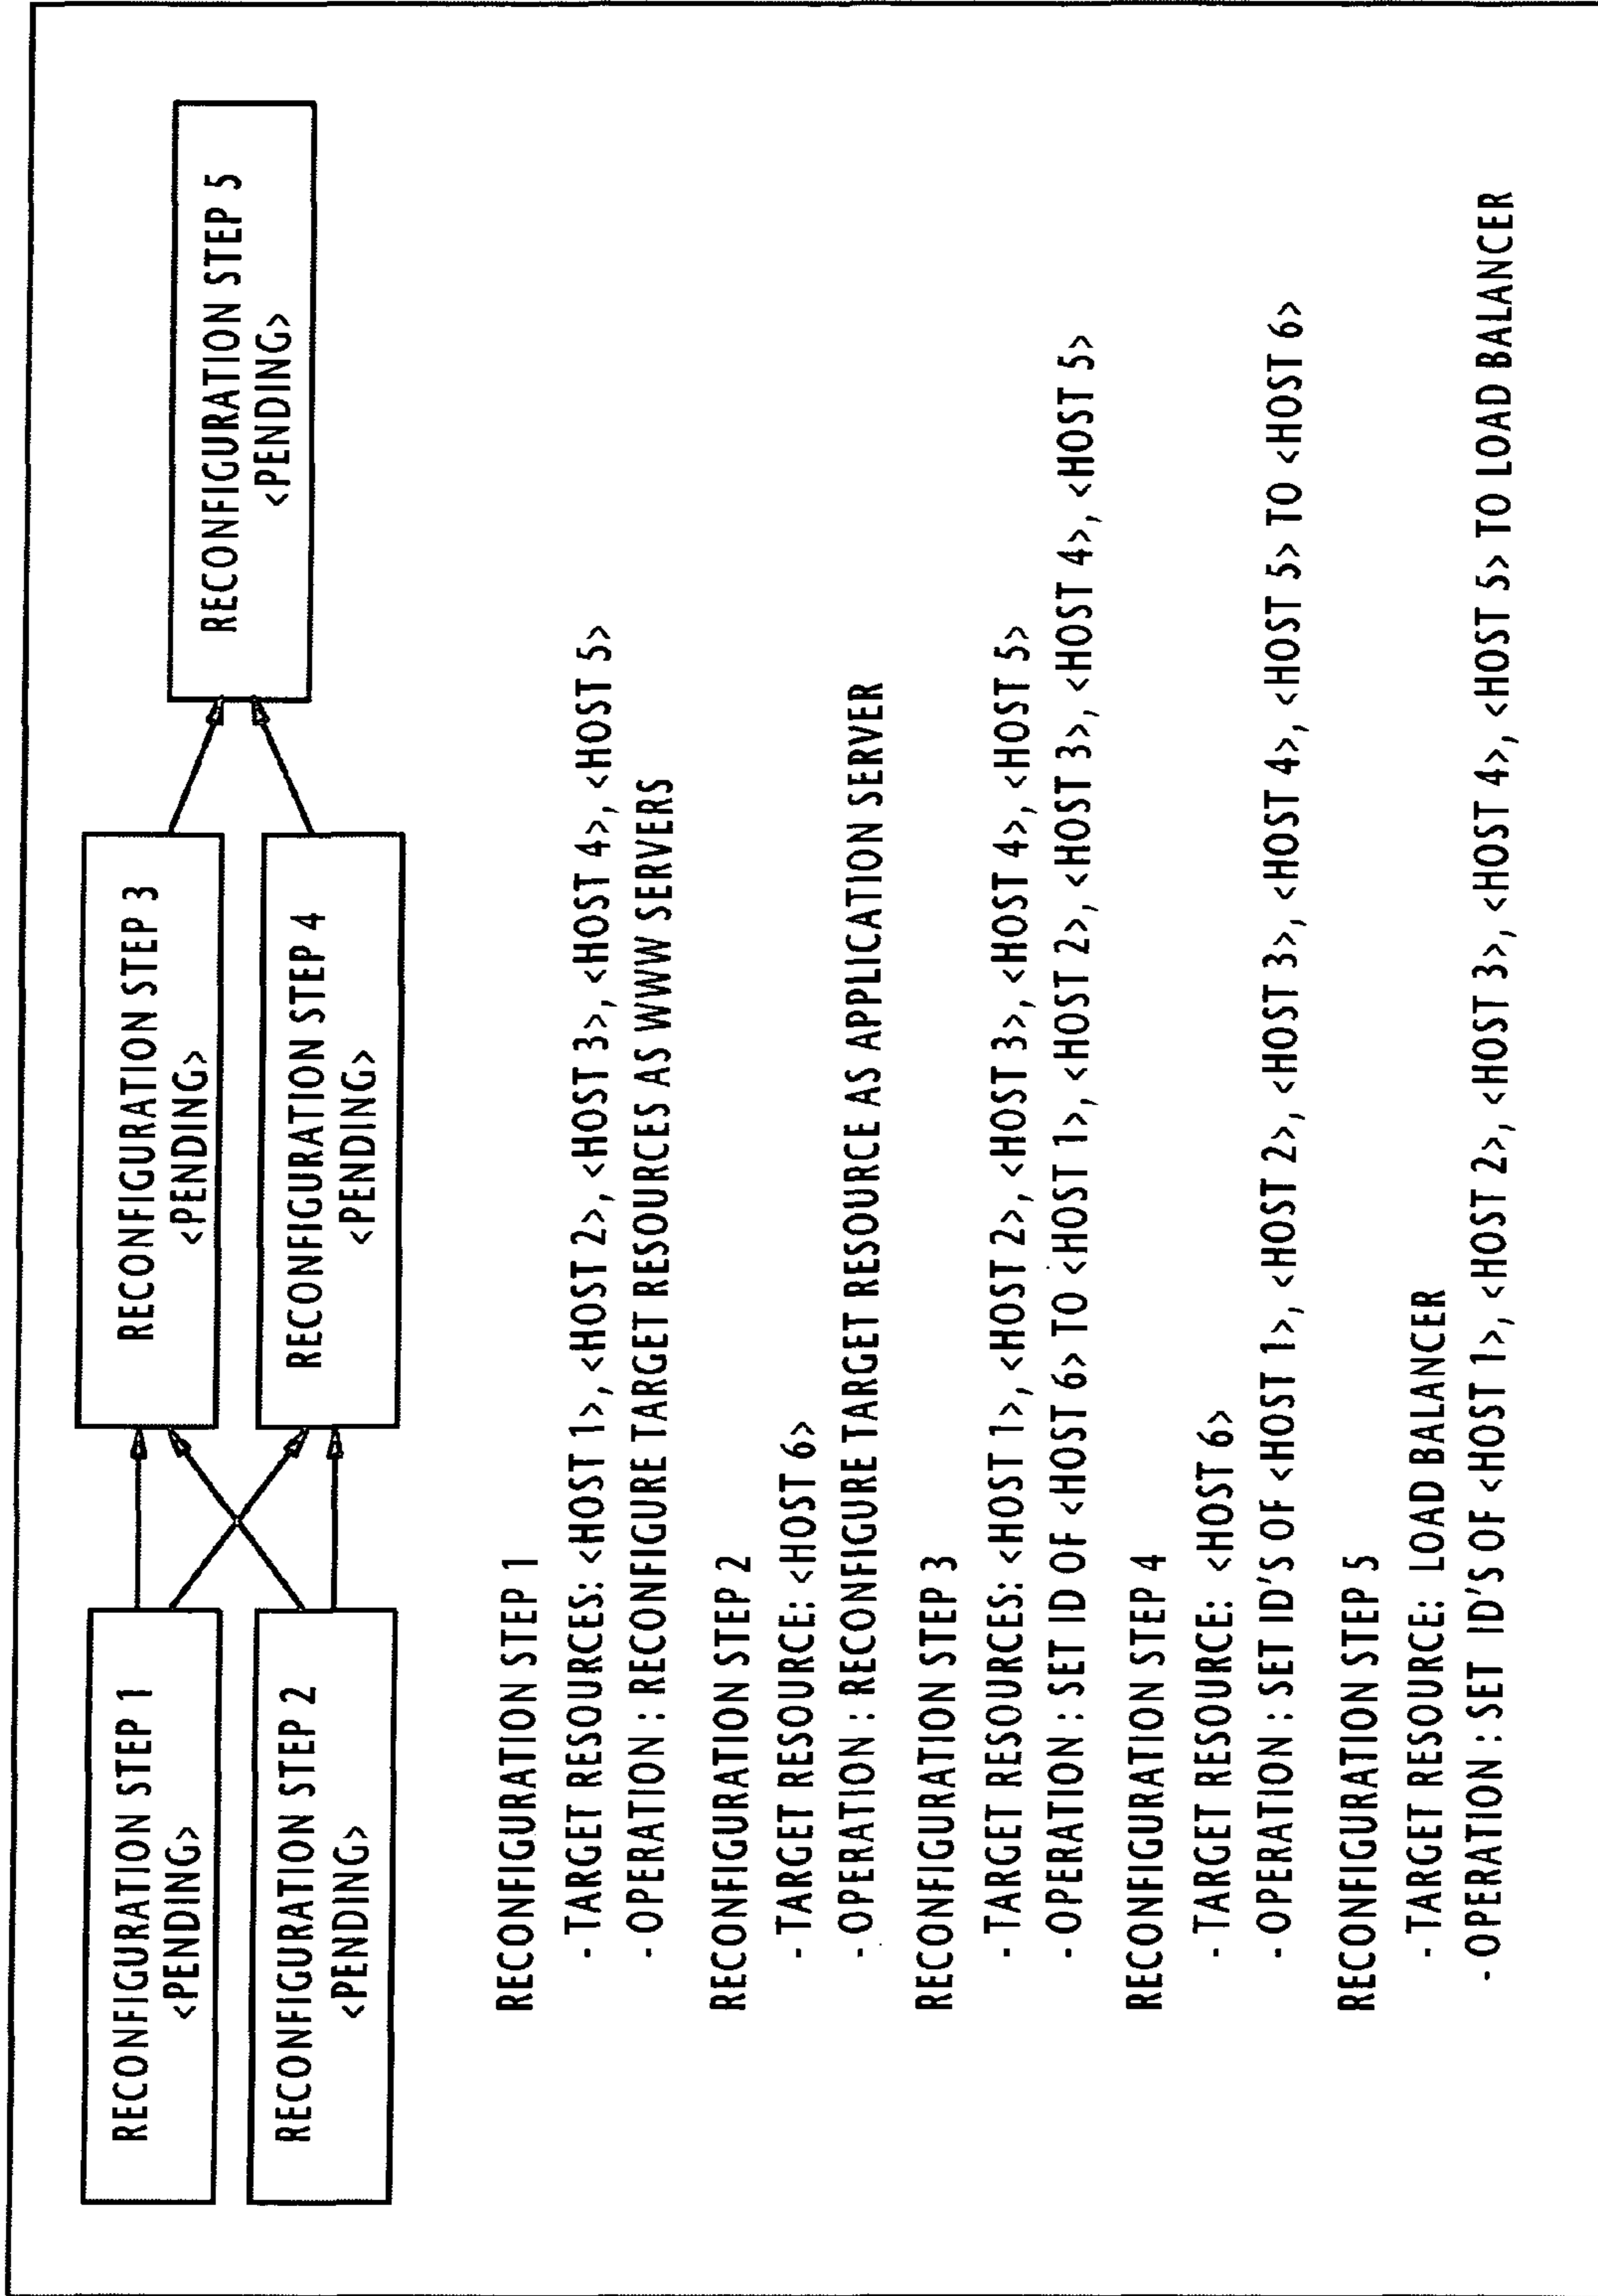 RECONFIGURATION STEP 1
<PENDING>
RECONFIGURATION STEP 2
<PENDING>
RECONFIGURATION STEP 3
<PENDING>
RECONFIGURATION STEP 4
<PENDING>
RECONFIGURATION STEP 5
<PENDING>
RECONFIGURATION STEP 1
- TARGET RESOURCES: <HOST 1>, <HOST 2>, <HOST 3>, <HOST 4>, <HOST 5>
- OPERATION : RECONFIGURE TARGET RESOURCES AS WWW SERVERS
RECONFIGURATION STEP 2
- TARGET RESOURCE: <HOST 6>
- OPERATION : RECONFIGURE TARGET RESOURCE AS APPLICATION SERVER
RECONFIGURATION STEP 3
- TARGET RESOURCES: <HOST 1>, <HOST 2>, <HOST 3>, <HOST 4>, <HOST 5>
- OPERATION : SET ID OF <HOST 6> TO <HOST 1>, <HOST 2>, <HOST 3>, <HOST 4>, <HOST 5>
RECONFIGURATION STEP 4
- TARGET RESOURCE: <HOST 6>
- OPERATION : SET ID'S OF <HOST 1>, <HOST 2>, <HOST 3>, <HOST 4>, <HOST 5> TO <HOST 6>
RECONFIGURATION STEP 5
- TARGET RESOURCE: LOAD BALANCER
- OPERATION : SET ID'S OF <HOST 1>, <HOST 2>, <HOST 3>, <HOST 4>, <HOST 5> TO LOAD BALANCER